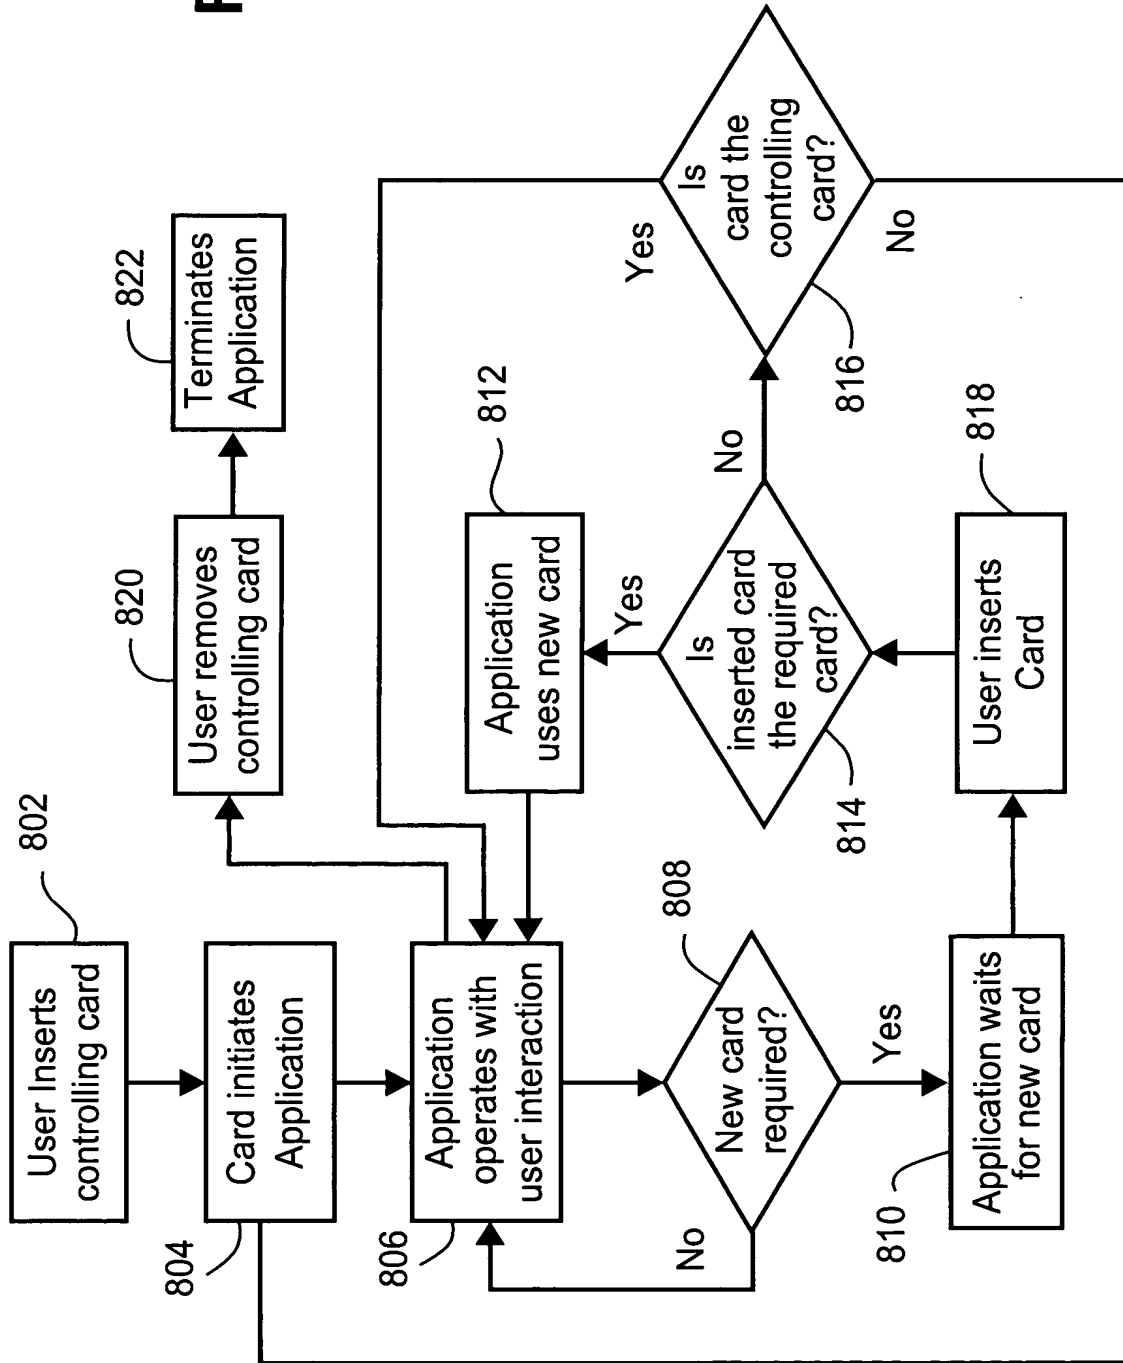 802
User Inserts
controlling card
804
Card initiates
Application
806
Application
operates with
user interaction
808
New card
required?
No
Yes
810
Application waits
for new card
820
User removes
controlling card
822
Terminates
Application
812
Application
uses new card
Yes
814
Is
inserted card
the required
card?
No
818
User inserts
Card
816
Is
card the
controlling
card?
Yes
No